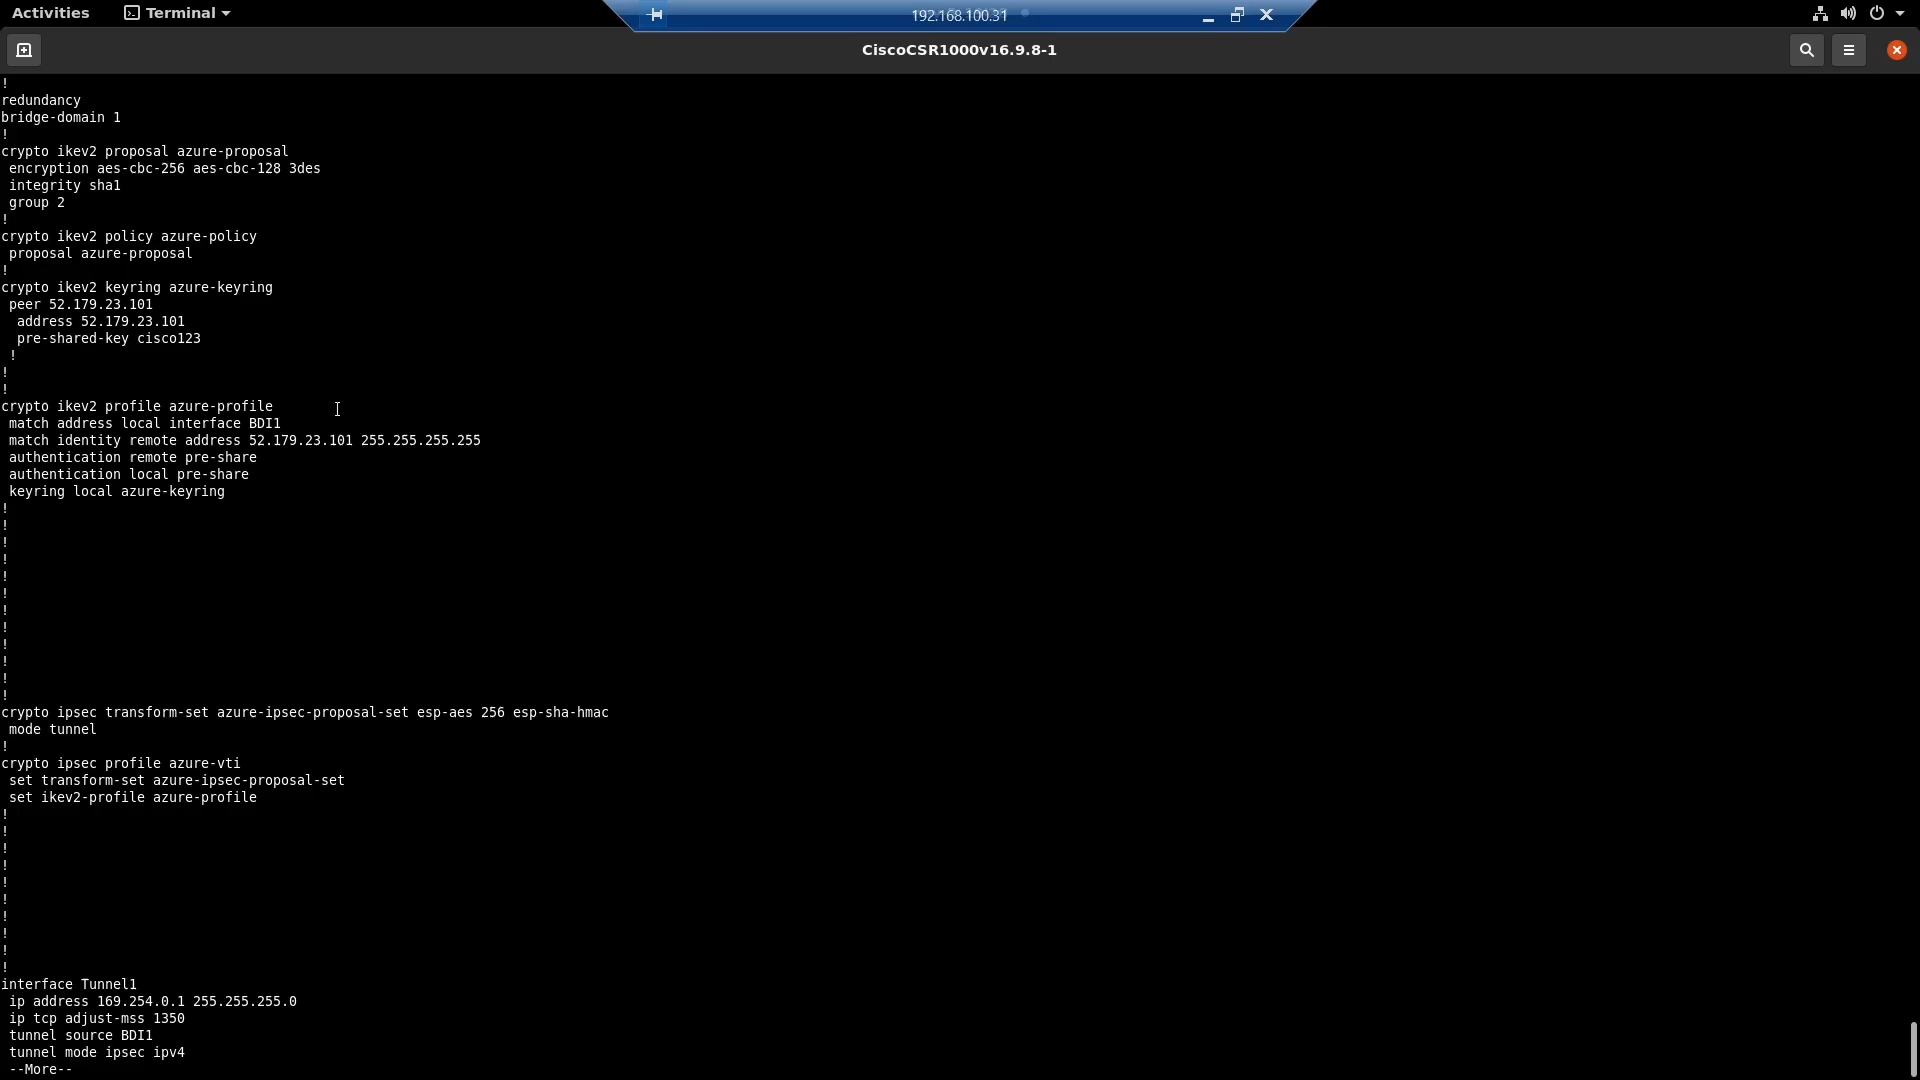 Activities
Terminal
192.168.100.31
CiscoCSR1000v16.9.8-1
!
redundancy
bridge-domain 1
!
crypto ikev2 proposal azure-proposal
 encryption aes-cbc-256 aes-cbc-128 3des
 integrity sha1
 group 2
!
crypto ikev2 policy azure-policy
 proposal azure-proposal
!
crypto ikev2 keyring azure-keyring
 peer 52.179.23.101
  address 52.179.23.101
  pre-shared-key cisco123
 !
!
!
crypto ikev2 profile azure-profile
 match address local interface BDI1
 match identity remote address 52.179.23.101 255.255.255.255
 authentication remote pre-share
 authentication local pre-share
 keyring local azure-keyring
!
!
!
!
!
!
!
!
!
!
!
!
crypto ipsec transform-set azure-ipsec-proposal-set esp-aes 256 esp-sha-hmac
 mode tunnel
!
crypto ipsec profile azure-vti
 set transform-set azure-ipsec-proposal-set
 set ikev2-profile azure-profile
!
!
!
!
!
!
!
!
!
!
interface Tunnel1
 ip address 169.254.0.1 255.255.255.0
 ip tcp adjust-mss 1350
 tunnel source BDI1
 tunnel mode ipsec ipv4
 --More--